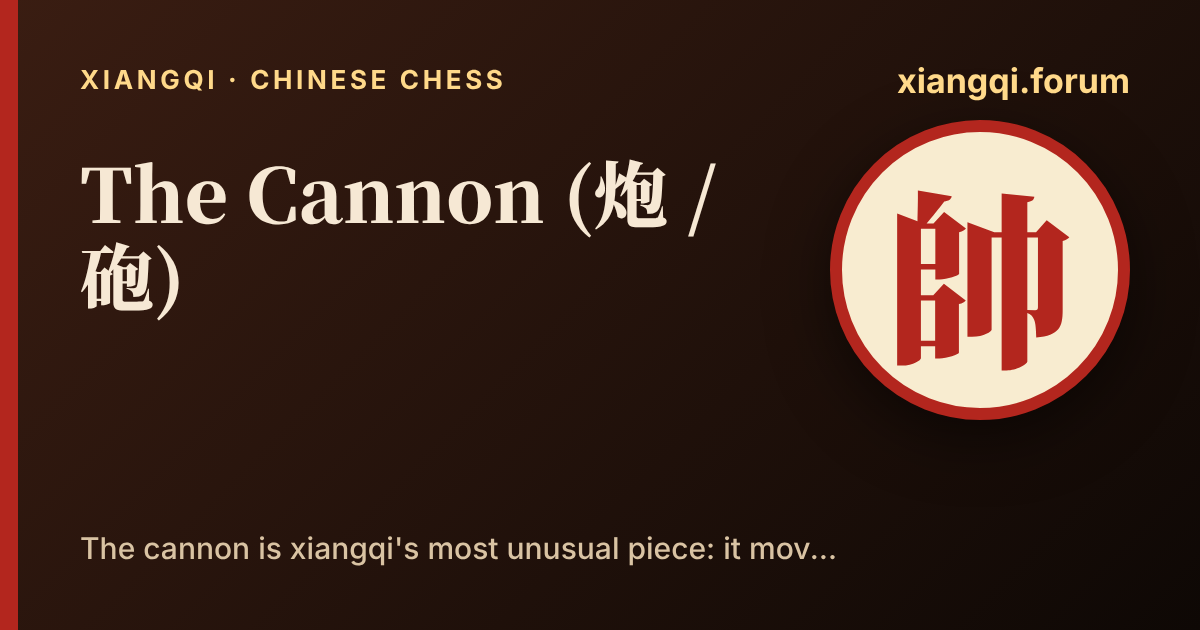 XIANGQI · CHINESE CHESS
xiangqi.forum
The Cannon (炮 /
砲)
帥
The cannon is xiangqi's most unusual piece: it mov…